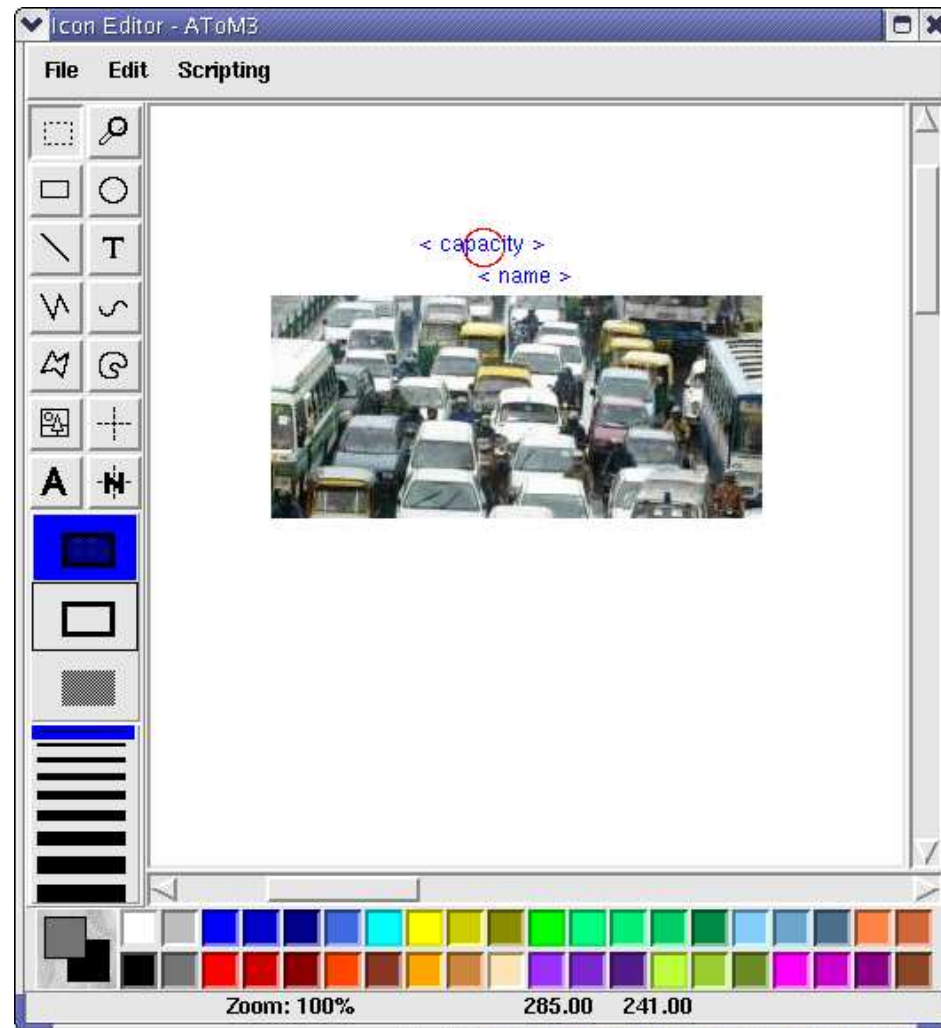 Icon Editor - AToM3
File Edit Scripting
T
A N
< capacity >
< name >
Zoom: 100% 285.00 241.00